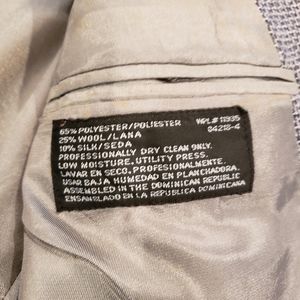 65% POLYESTER/POLIESTER WPL# 11935
25% WOOL/LANA 04218-4
10% SILK/SEDA
PROFESSIONALLY DRY CLEAN ONLY.
LOW MOISTURE, UTILITY PRESS.
LAVAR EN SECO, PROFESIONALMENTE
USAR BAJA HUMEDAD EN PLANCHADORA.
ASSEMBLED IN THE DOMINICAN REPUBLIC
ENSAMBLADO EN LA REPUBLICA DOMINICANA